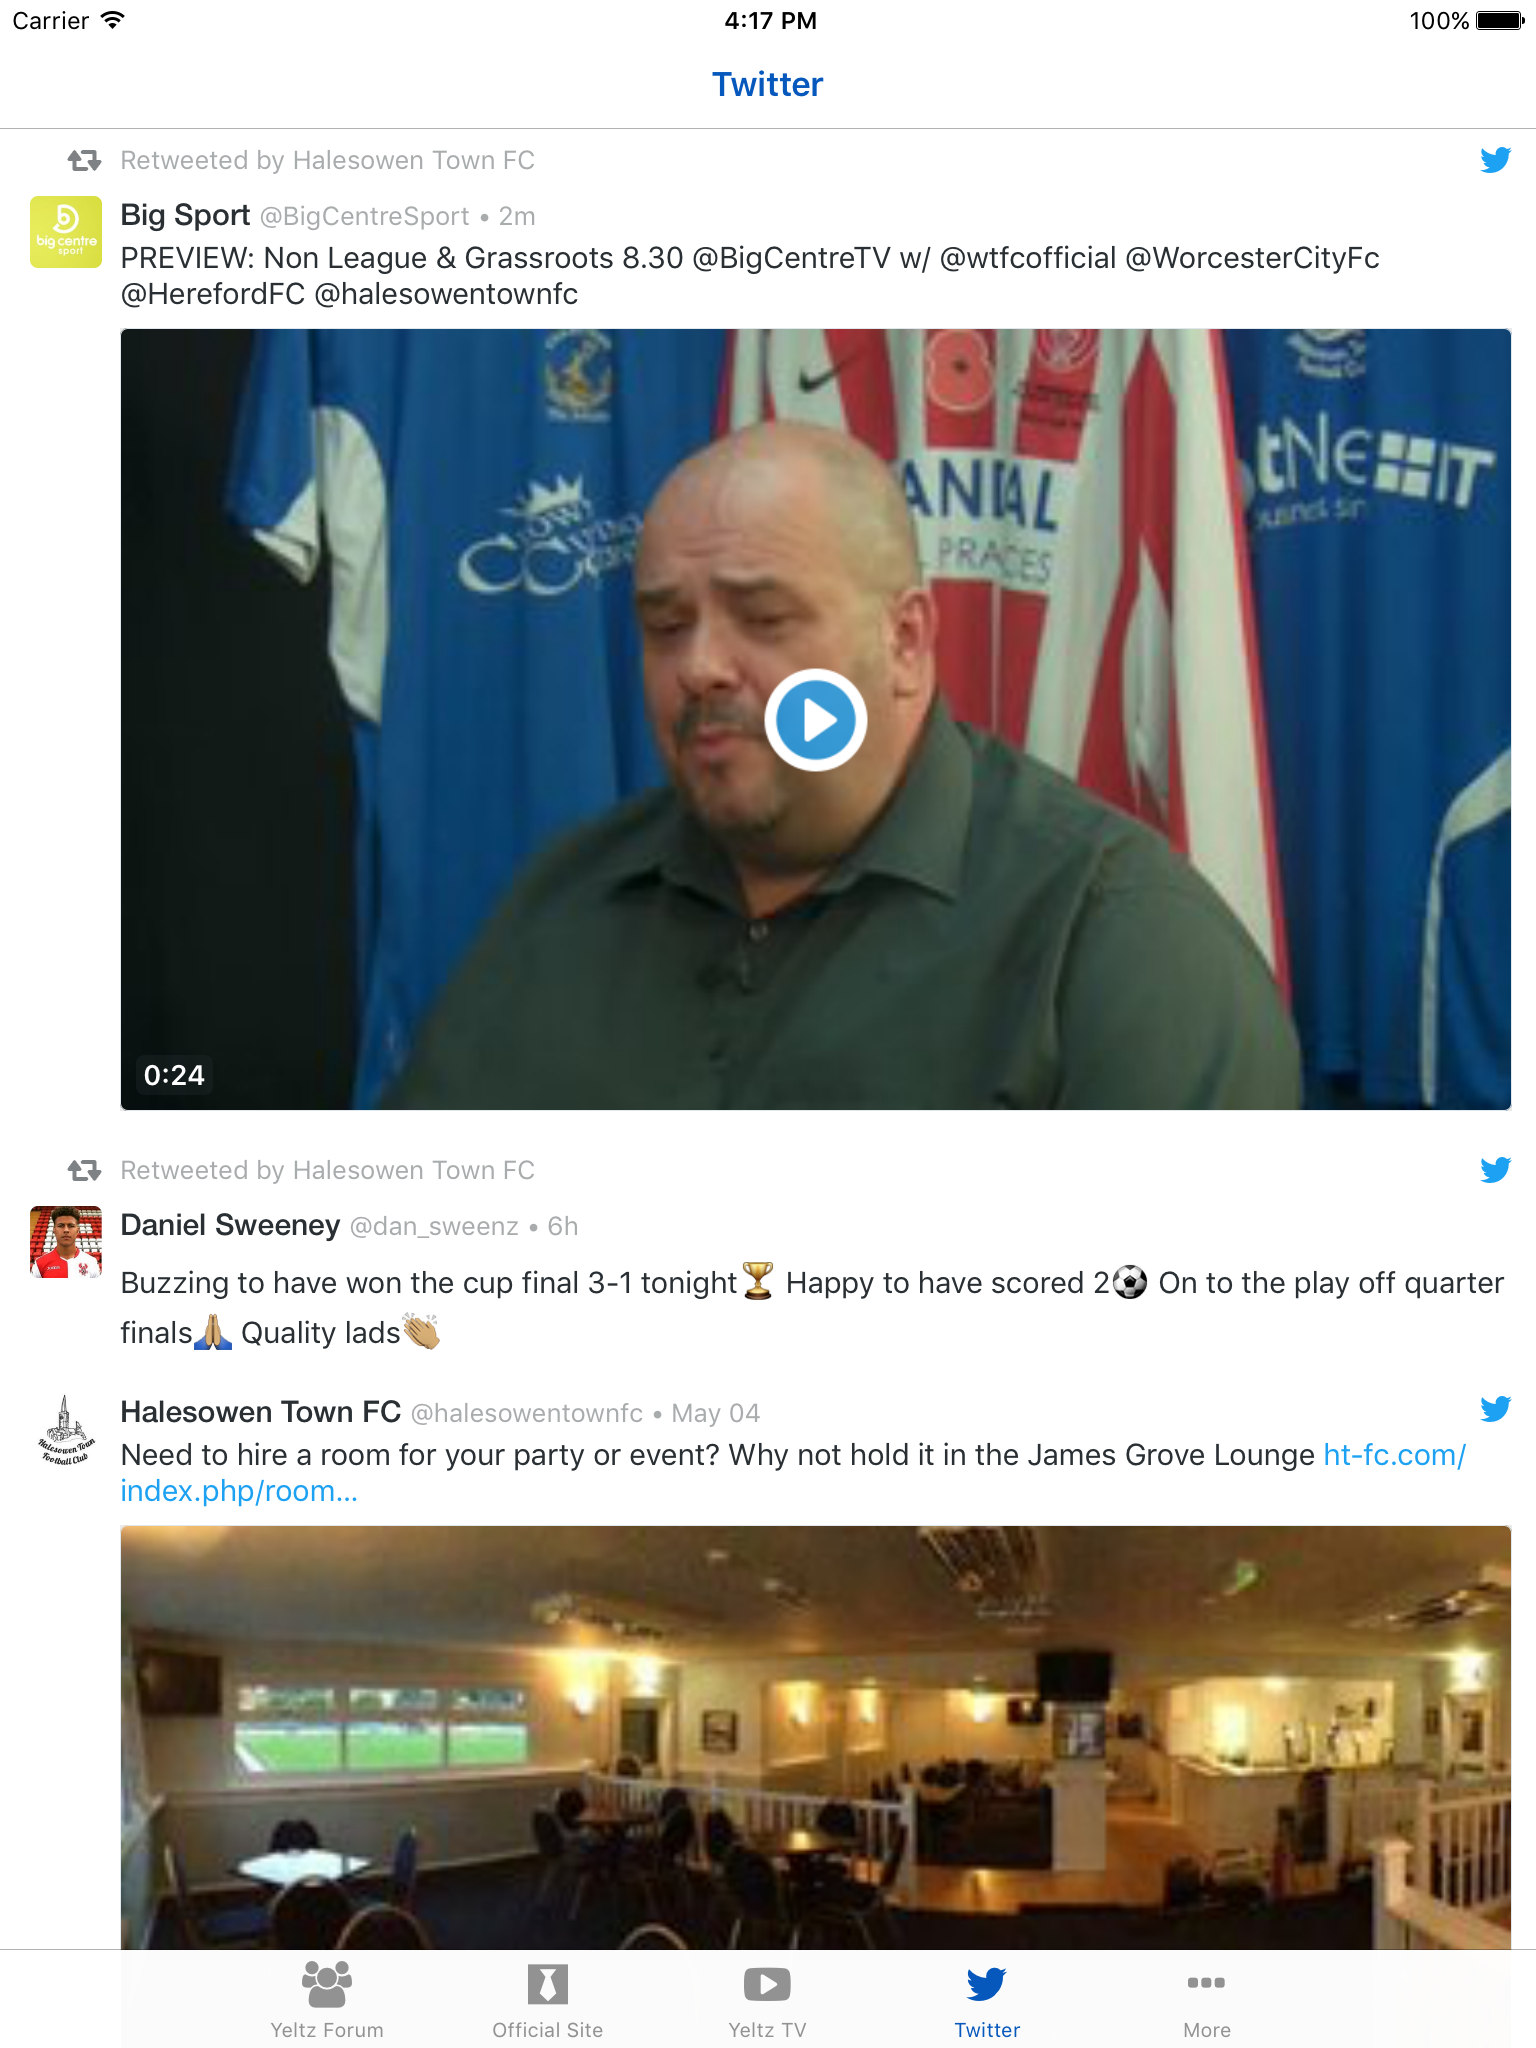 Carrier 4:17 PM 100%
Twitter
Retweeted by Halesowen Town FC
big centre
sport
Big Sport @BigCentreSport • 2m
PREVIEW: Non League & Grassroots 8.30 @BigCentreTV w/ @wtfcofficial @WorcesterCityFc
@HerefordFC @halesowentownfc
tNE IT
ANDAL
0:24
Retweeted by Halesowen Town FC
Daniel Sweeney @dan_sweenz • 6h
Buzzing to have won the cup final 3-1 tonight🏆 Happy to have scored 2⚽ On to the play off quarter
finals🙏 Quality lads👏
Halesowen Town
Football Club
Halesowen Town FC @halesowentownfc • May 04
Need to hire a room for your party or event? Why not hold it in the James Grove Lounge ht-fc.com/
index.php/room...
Yeltz Forum Official Site Yeltz TV Twitter More